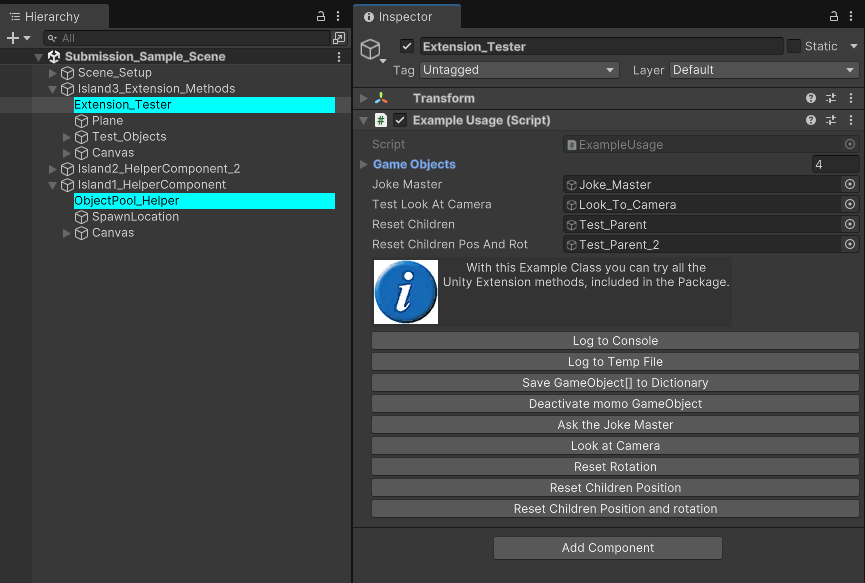 Hierarchy
All
Submission_Sample_Scene
Scene_Setup
Island3_Extension_Methods
Extension_Tester
Plane
Test_Objects
Canvas
Island2_HelperComponent_2
Island1_HelperComponent
ObjectPool_Helper
SpawnLocation
Canvas
Inspector
Extension_Tester Static
Tag Untagged Layer Default
Transform
# Example Usage (Script)
Script # ExampleUsage
Game Objects 4
Joke Master Joke_Master
Test Look At Camera Look_To_Camera
Reset Children Test_Parent
Reset Children Pos And Rot Test_Parent_2
i With this Example Class you can try all the
Unity Extension methods, included in the Package.
Log to Console
Log to Temp File
Save GameObject[] to Dictionary
Deactivate momo GameObject
Ask the Joke Master
Look at Camera
Reset Rotation
Reset Children Position
Reset Children Position and rotation
Add Component